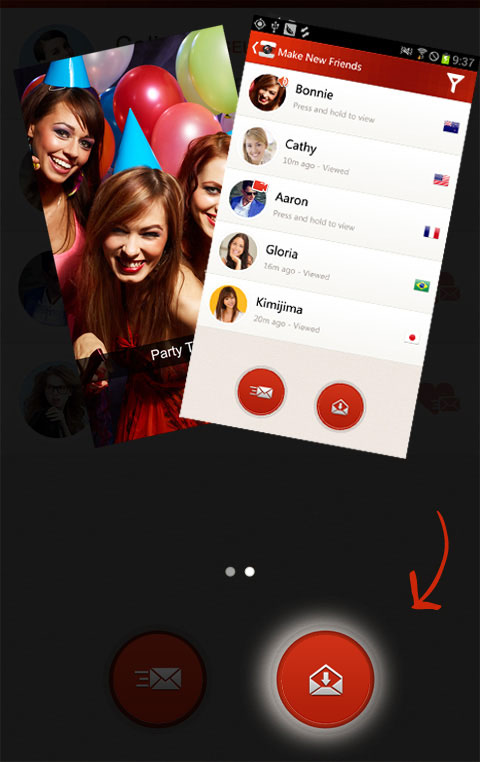 9:37
Make New Friends
Bonnie
Press and hold to view
Cathy
10m ago - Viewed
Aaron
Press and hold to view
Gloria
16m ago - Viewed
Kimijima
20m ago - Viewed
Party T